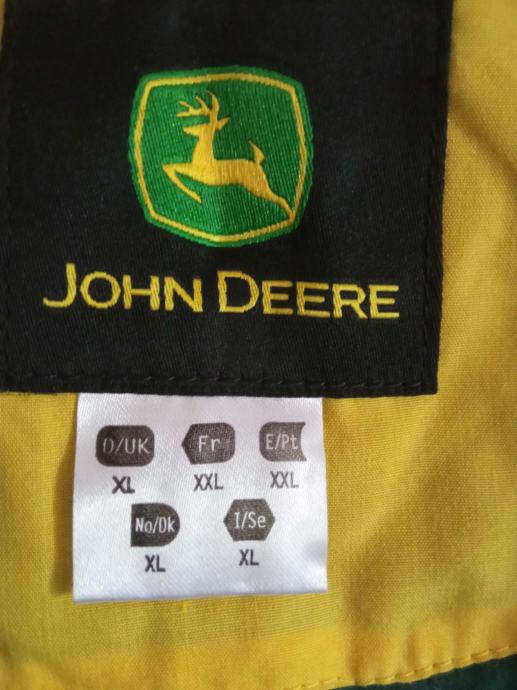 JOHN DEERE
D/UK Fr E/Pt
XL XXL XXL
No/Dk I/Se
XL XL